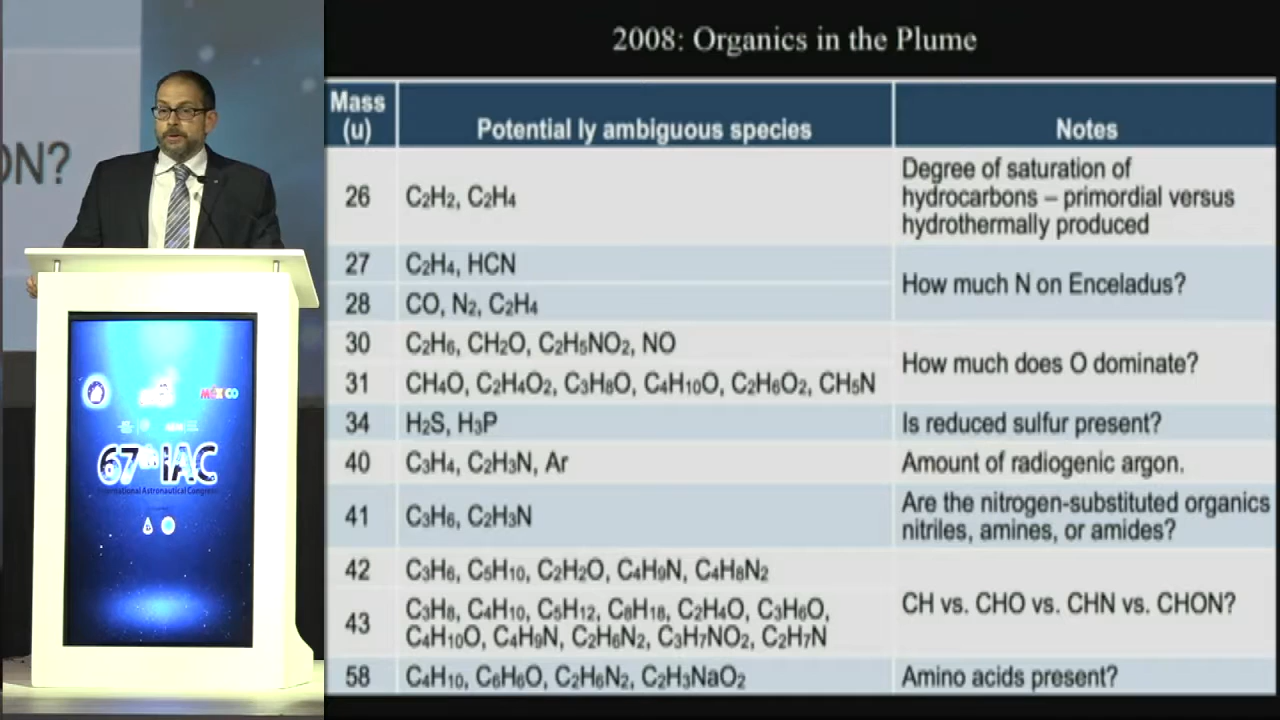 2008: Organics in the Plume
Mass
(u)
Potential ly ambiguous species
Notes
26
C₂H₂, C₂H₄
Degree of saturation of
hydrocarbons – primordial versus
hydrothermally produced
27
C₂H₄, HCN
How much N on Enceladus?
28
CO, N₂, C₂H₄
30
C₂H₆, CH₂O, C₂H₅NO₂, NO
How much does O dominate?
31
CH₄O, C₂H₄O₂, C₃H₈O, C₄H₁₀O, C₂H₆O₂, CH₅N
34
H₂S, H₃P
Is reduced sulfur present?
40
C₃H₄, C₂H₃N, Ar
Amount of radiogenic argon.
41
C₃H₆, C₂H₃N
Are the nitrogen-substituted organics
nitriles, amines, or amides?
42
C₃H₆, C₅H₁₀, C₂H₂O, C₄H₉N, C₄H₈N₂
CH vs. CHO vs. CHN vs. CHON?
43
C₃H₈, C₄H₁₀, C₅H₁₂, C₈H₁₈, C₂H₄O, C₃H₆O,
C₄H₁₀O, C₄H₉N, C₂H₆N₂, C₃H₇NO₂, C₂H₇N
58
C₄H₁₀, C₆H₆O, C₂H₆N₂, C₂H₃NaO₂
Amino acids present?
ON?
MÉXICO
67th IAC
International Astronautical Congress